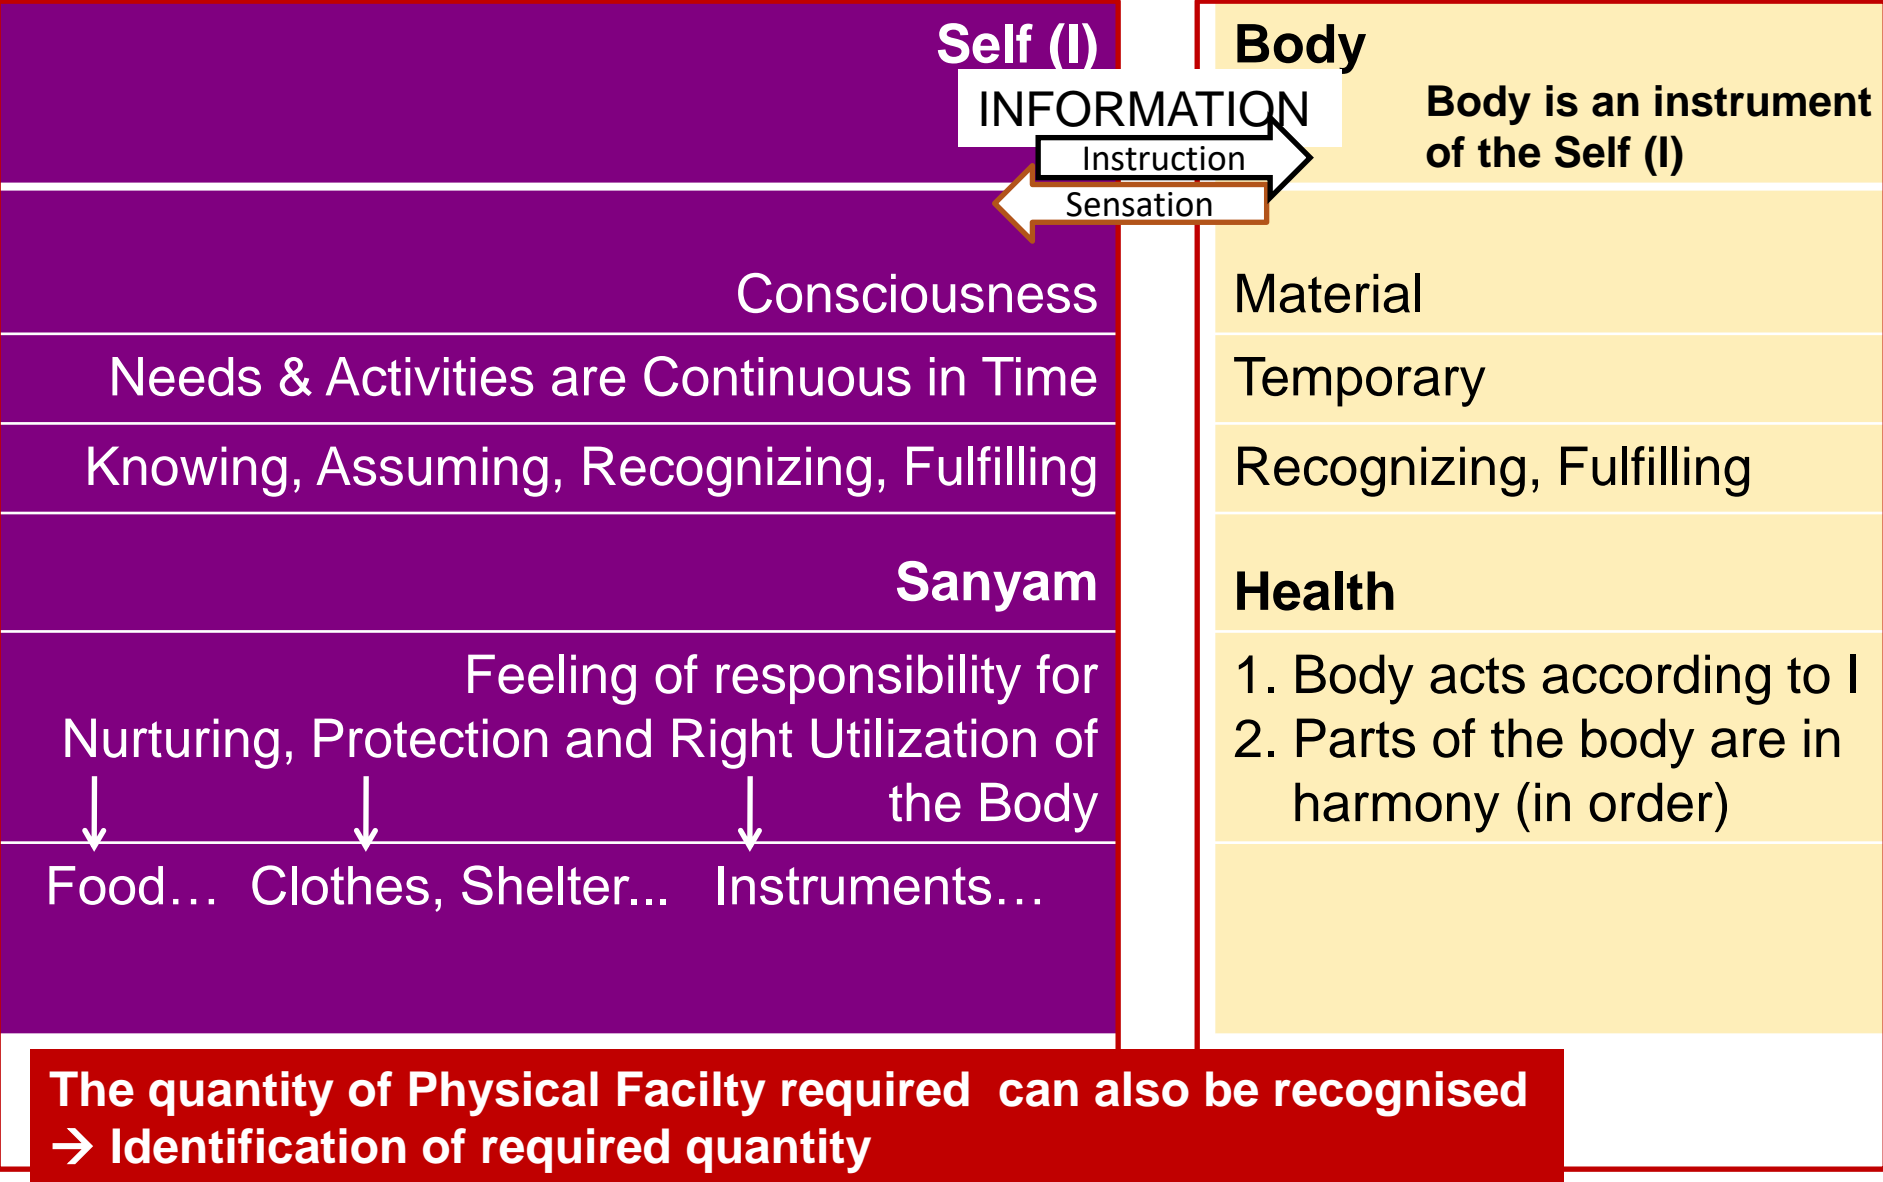 Self (I)
Body
INFORMATION
Body is an instrument
of the Self (I)
Instruction
Sensation
Consciousness
Material
Needs & Activities are Continuous in Time
Temporary
Knowing, Assuming, Recognizing, Fulfilling
Recognizing, Fulfilling
Sanyam
Health
Feeling of responsibility for
Nurturing, Protection and Right Utilization of
the Body
1. Body acts according to I
2. Parts of the body are in
harmony (in order)
Food… Clothes, Shelter... Instruments…
The quantity of Physical Facilty required can also be recognised
→ Identification of required quantity